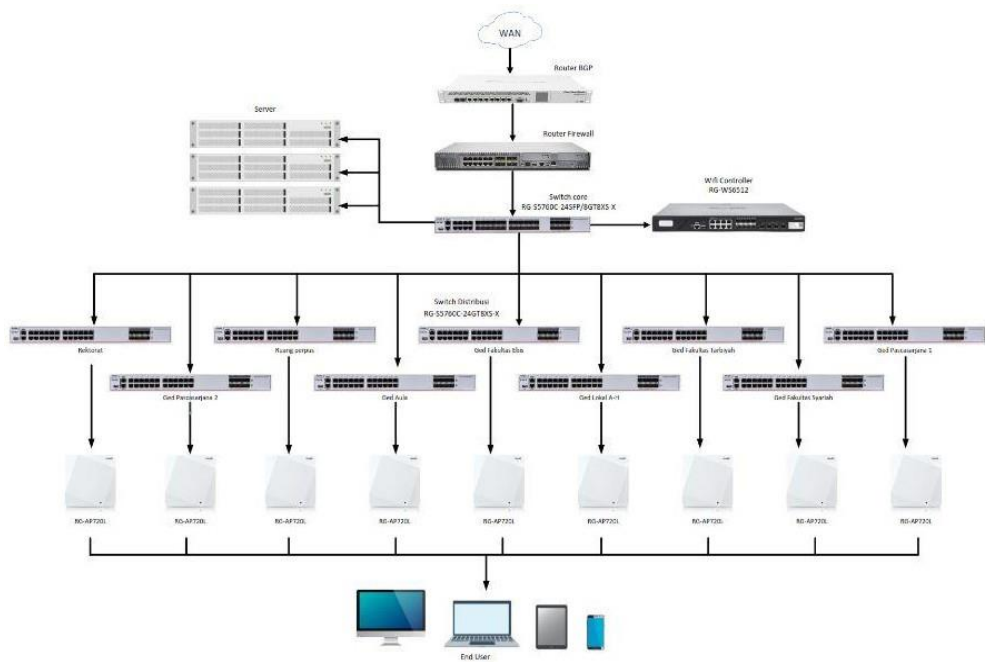 WAN
Router BGP
Server
Router Firewall
Wifi Controller
RG-WS6512
Switch core
RG-S5760C-24SFP/8GT8XS-X
Switch Distribusi
RG-S5760C-24GT8XS-X
Rektorat
Ruang perpus
Ged Fakultas Ebis
Ged Fakultas Tarbiyah
Ged Pascasarjana 1
Ged Pascasarjana 2
Ged Aula
Ged Lokal A-H
Ged Fakultas Syariah
RG-AP720L
RG-AP720L
RG-AP720L
RG-AP720L
RG-AP720L
RG-AP720L
RG-AP720L
RG-AP720L
RG-AP720L
End User